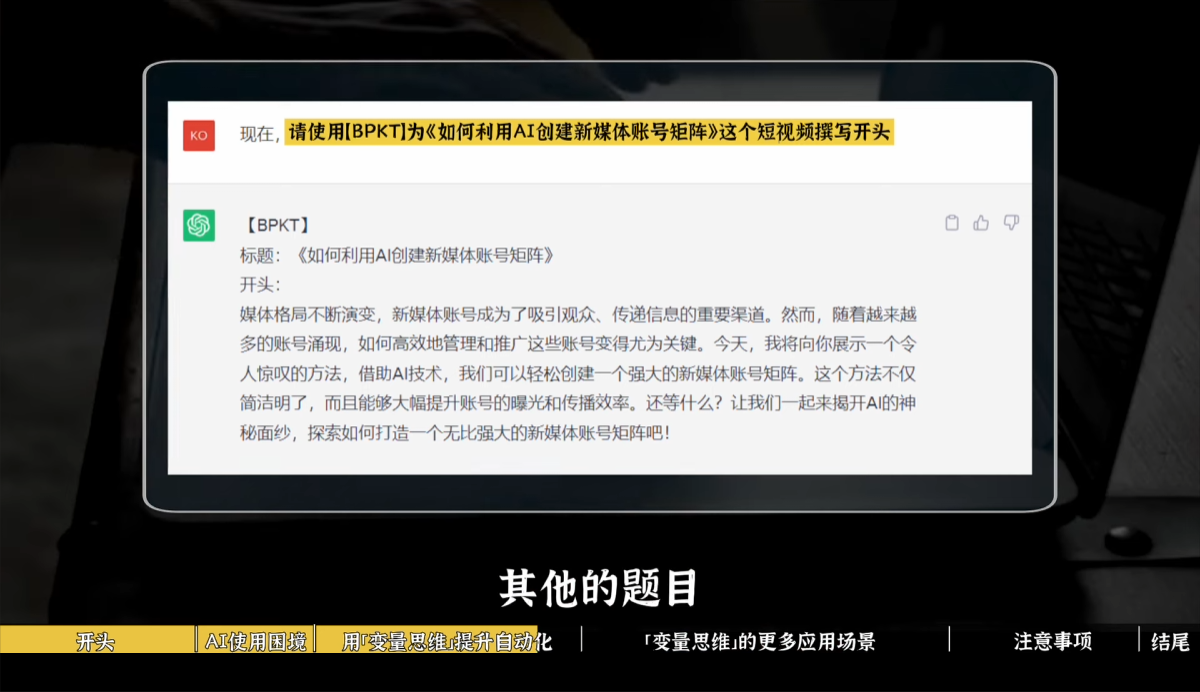 KO
现在，请使用【BPKT】为《如何利用AI创建新媒体账号矩阵》这个短视频撰写开头
【BPKT】
标题：《如何利用AI创建新媒体账号矩阵》
开头：
媒体格局不断演变，新媒体账号成为了吸引观众、传递信息的重要渠道。然而，随着越来越
多的账号涌现，如何高效地管理和推广这些账号变得尤为关键。今天，我将向你展示一个令
人惊叹的方法，借助AI技术，我们可以轻松创建一个强大的新媒体账号矩阵。这个方法不仅
简洁明了，而且能够大幅提升账号的曝光和传播效率。还等什么？让我们一起来揭开AI的神
秘面纱，探索如何打造一个无比强大的新媒体账号矩阵吧！
其他的题目
开头 AI使用困境 用「变量思维」提升自动化 「变量思维」的更多应用场景 注意事项 结尾